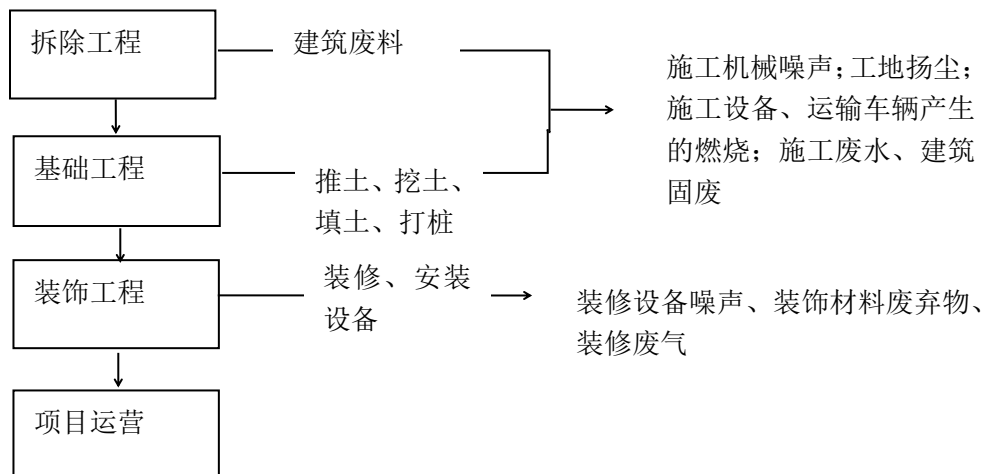 拆除工程
建筑废料
施工机械噪声；工地扬尘；
施工设备、运输车辆产生
的燃烧；施工废水、建筑
固废
基础工程
推土、挖土、
填土、打桩
装饰工程
装修、安装
设备
装修设备噪声、装饰材料废弃物、
装修废气
项目运营